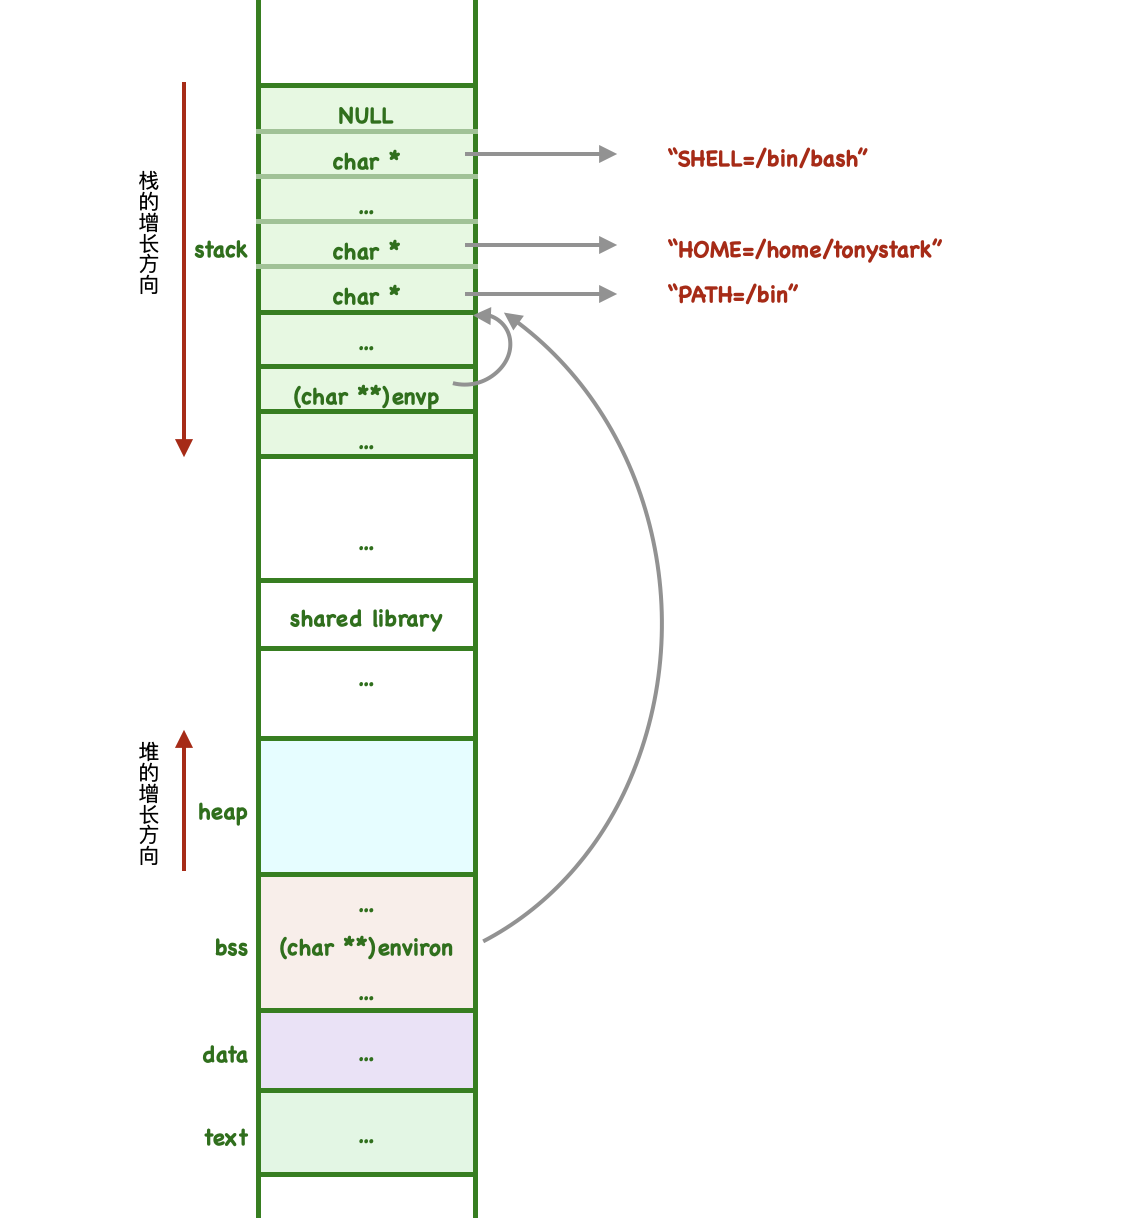 NULL
char *
“SHELL=/bin/bash”
...
栈的增长方向
stack
char *
“HOME=/home/tonystark”
char *
“PATH=/bin”
...
(char **)envp
...
...
shared library
...
堆的增长方向
heap
...
bss
(char **)environ
...
data
...
text
...